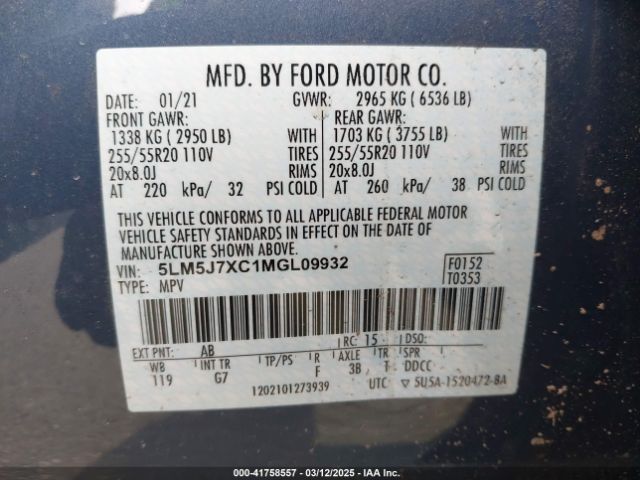 MFD. BY FORD MOTOR CO.
DATE: 01/21 GVWR: 2965 KG ( 6536 LB)
FRONT GAWR: REAR GAWR:
1338 KG ( 2950 LB) WITH 1703 KG ( 3755 LB) WITH
255/55R20 110V TIRES 255/55R20 110V TIRES
20x8.0J RIMS 20x8.0J RIMS
AT 220 kPa/ 32 PSI COLD AT 260 kPa/ 38 PSI COLD
THIS VEHICLE CONFORMS TO ALL APPLICABLE FEDERAL MOTOR
VEHICLE SAFETY STANDARDS IN EFFECT ON THE DATE OF
MANUFACTURE SHOWN ABOVE.
VIN: 5LM5J7XC1MGL09932 F0152
TYPE: MPV T0353
EXT PNT: AB RC: 15 DSO:
WB INT TR TP/PS R AXLE TR SPR
119 G7 F 3B T DDCC
1202101273939 UTC ▽ 5U5A-1520472-BA
000-41758557 - 03/12/2025 - IAA Inc.